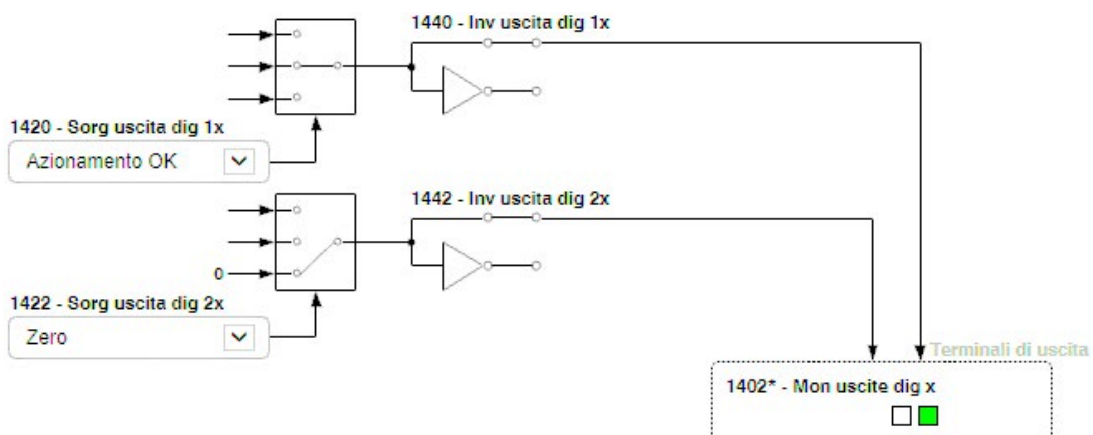 1440 - Inv uscita dig 1x
1420 - Sorg uscita dig 1x
Azionamento OK
1442 - Inv uscita dig 2x
0
1422 - Sorg uscita dig 2x
Zero
Terminali di uscita
1402* - Mon uscite dig x